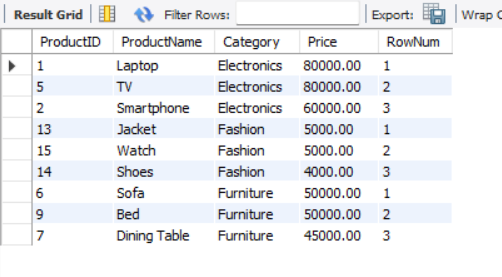 Result Grid Filter Rows: Export: Wrap C
ProductID ProductName Category Price RowNum
1 Laptop Electronics 80000.00 1
5 TV Electronics 80000.00 2
2 Smartphone Electronics 60000.00 3
13 Jacket Fashion 5000.00 1
15 Watch Fashion 5000.00 2
14 Shoes Fashion 4000.00 3
6 Sofa Furniture 50000.00 1
9 Bed Furniture 50000.00 2
7 Dining Table Furniture 45000.00 3